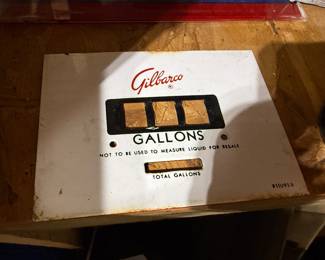 Gilbarco
GALLONS
NOT TO BE USED TO MEASURE LIQUID FOR RESALE
TOTAL GALLONS